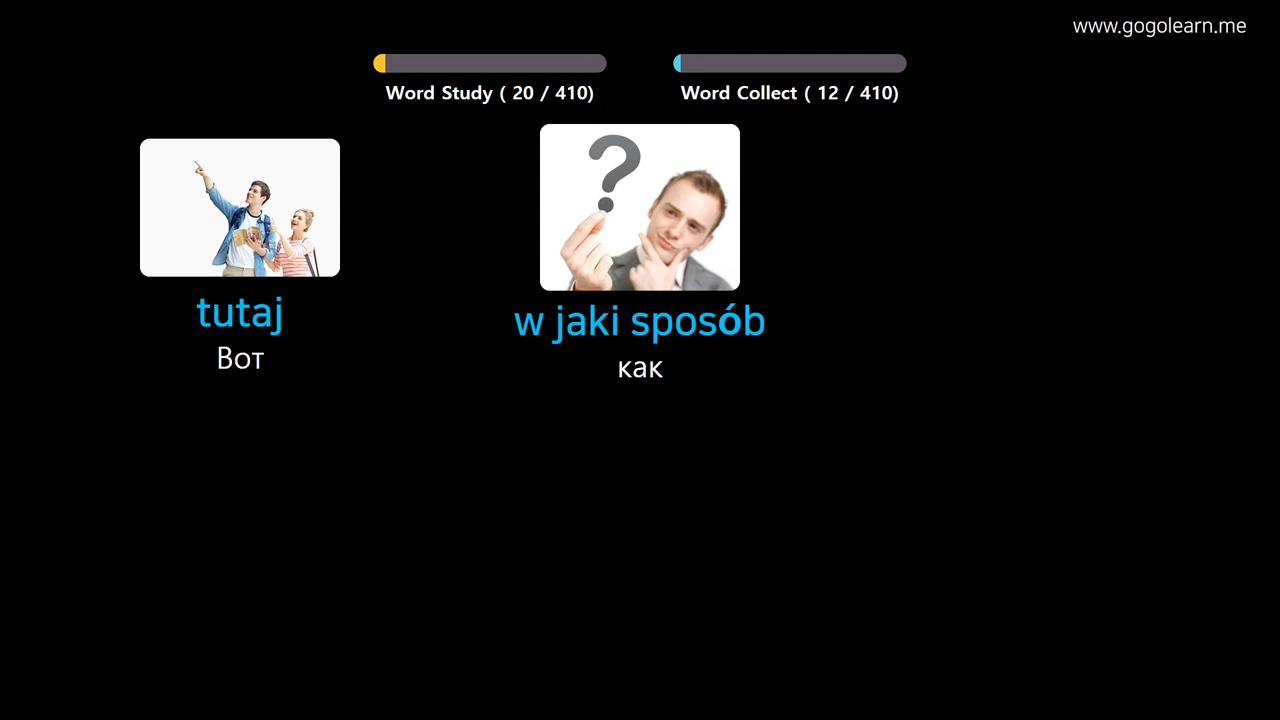 www.gogolearn.me
Word Study ( 20 / 410)
Word Collect ( 12 / 410)
tutaj
Вот
w jaki sposób
как